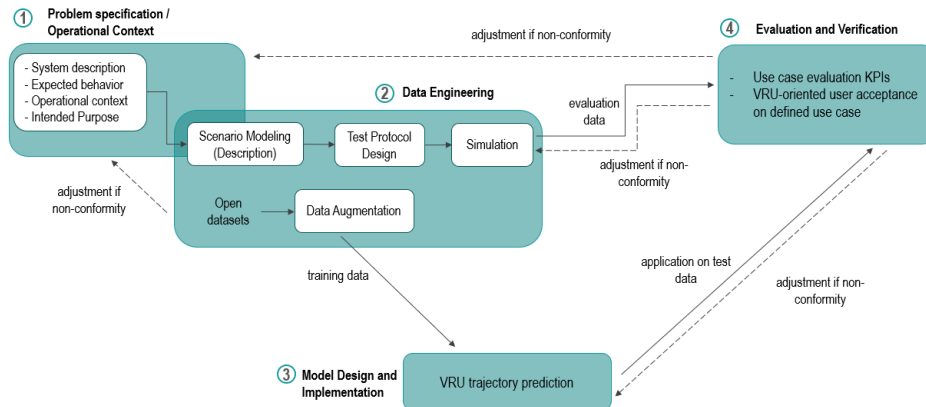 1
Problem specification /
Operational Context
- System description
- Expected behavior
- Operational context
- Intended Purpose
adjustment if non-conformity
4
Evaluation and Verification
- Use case evaluation KPIs
- VRU-oriented user acceptance
on defined use case
2
Data Engineering
Scenario Modeling
(Description)
Test Protocol
Design
Simulation
evaluation
data
adjustment if non-
conformity
adjustment if
non-conformity
Open
datasets
Data Augmentation
training data
application on test
data
adjustment if non-
conformity
3
Model Design and
Implementation
VRU trajectory prediction